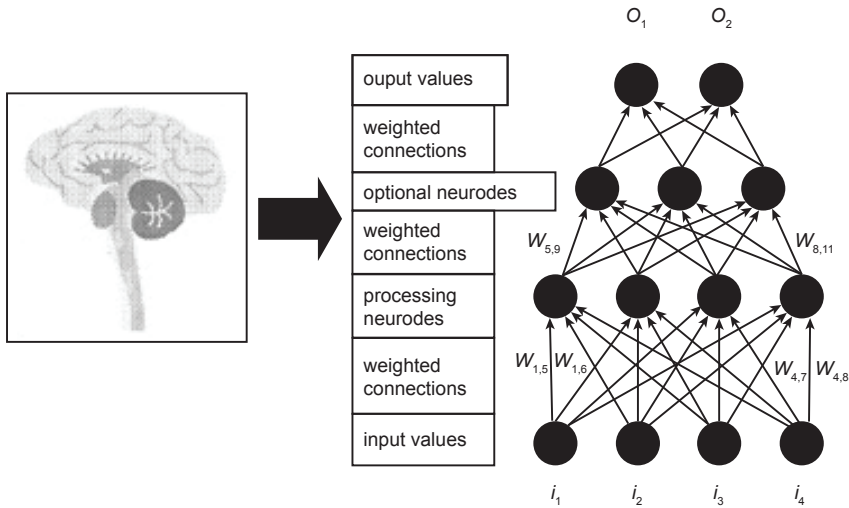 O1 O2
ouput values
weighted
connections
optional neurodes
weighted
connections
W5,9 W8,11
processing
neurodes
weighted
connections
W1,5 W1,6 W4,7 W4,8
input values
i1 i2 i3 i4